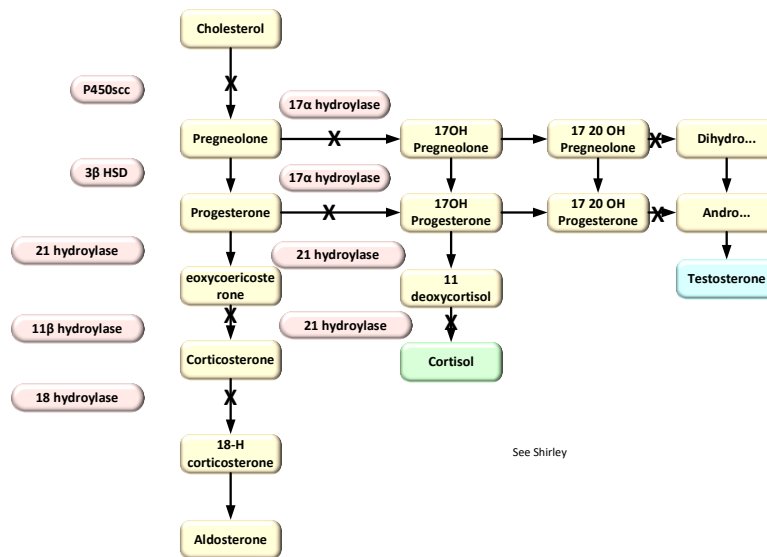 Cholesterol
X
P450scc
17α hydroylase
Pregneolone
X
17OH
Pregneolone
17 20 OH
Pregneolone
X
Dihydro...
3β HSD
17α hydroylase
Progesterone
X
17OH
Progesterone
17 20 OH
Progesterone
X
Andro...
21 hydroylase
21 hydroylase
eoxycoericoste
rone
11
deoxycortisol
Testosterone
X
11β hydroylase
21 hydroylase
X
Corticosterone
Cortisol
18 hydroylase
X
18-H
corticosterone
See Shirley
Aldosterone